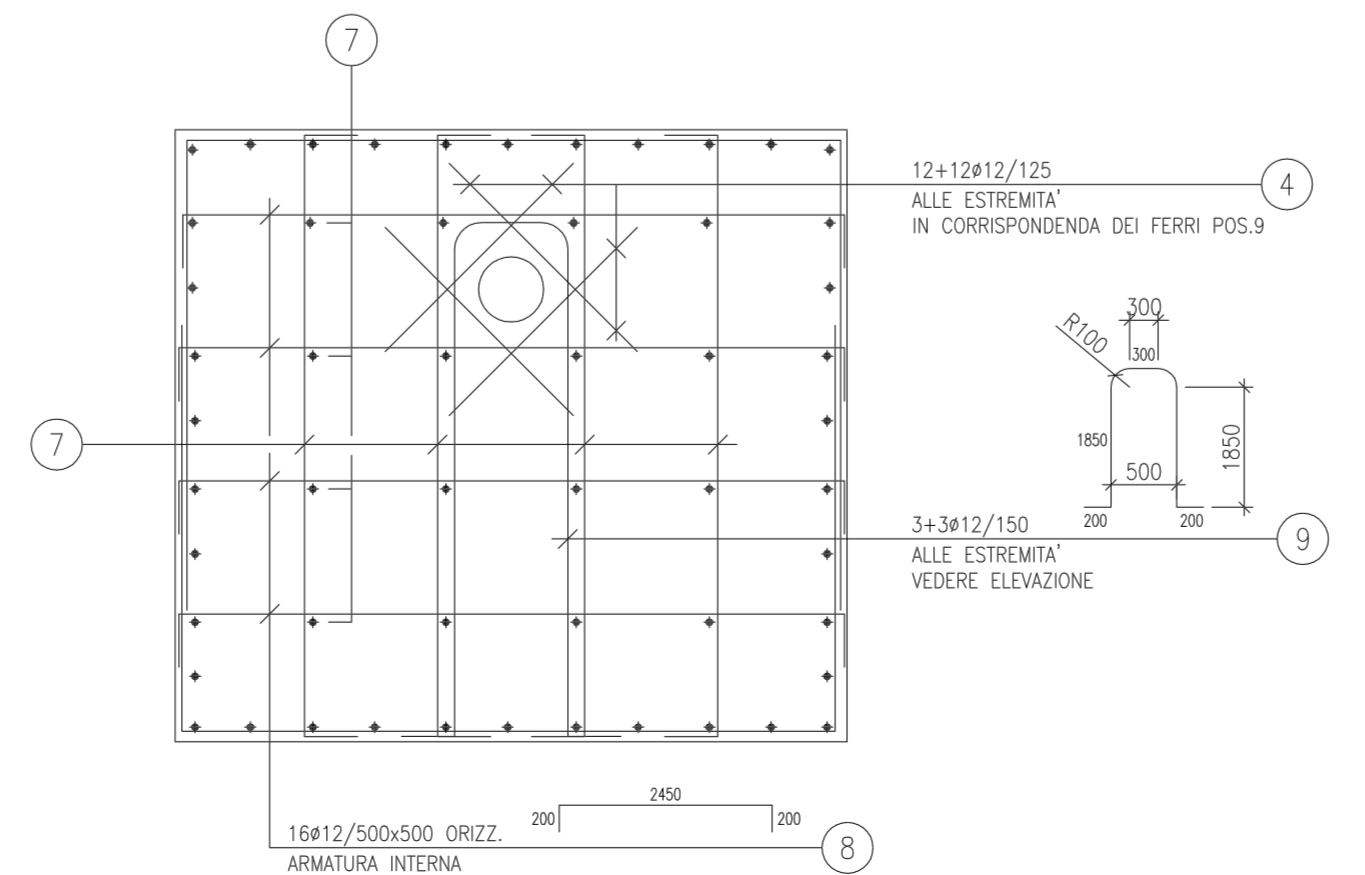 7
12+12ø12/125
ALLE ESTREMITA'
IN CORRISPONDENDA DEI FERRI POS.9
4
300
R100
300
7
1850
1850
500
200
200
3+3ø12/150
ALLE ESTREMITA'
VEDERE ELEVAZIONE
9
2450
200
200
16ø12/500x500 ORIZZ.
ARMATURA INTERNA
8